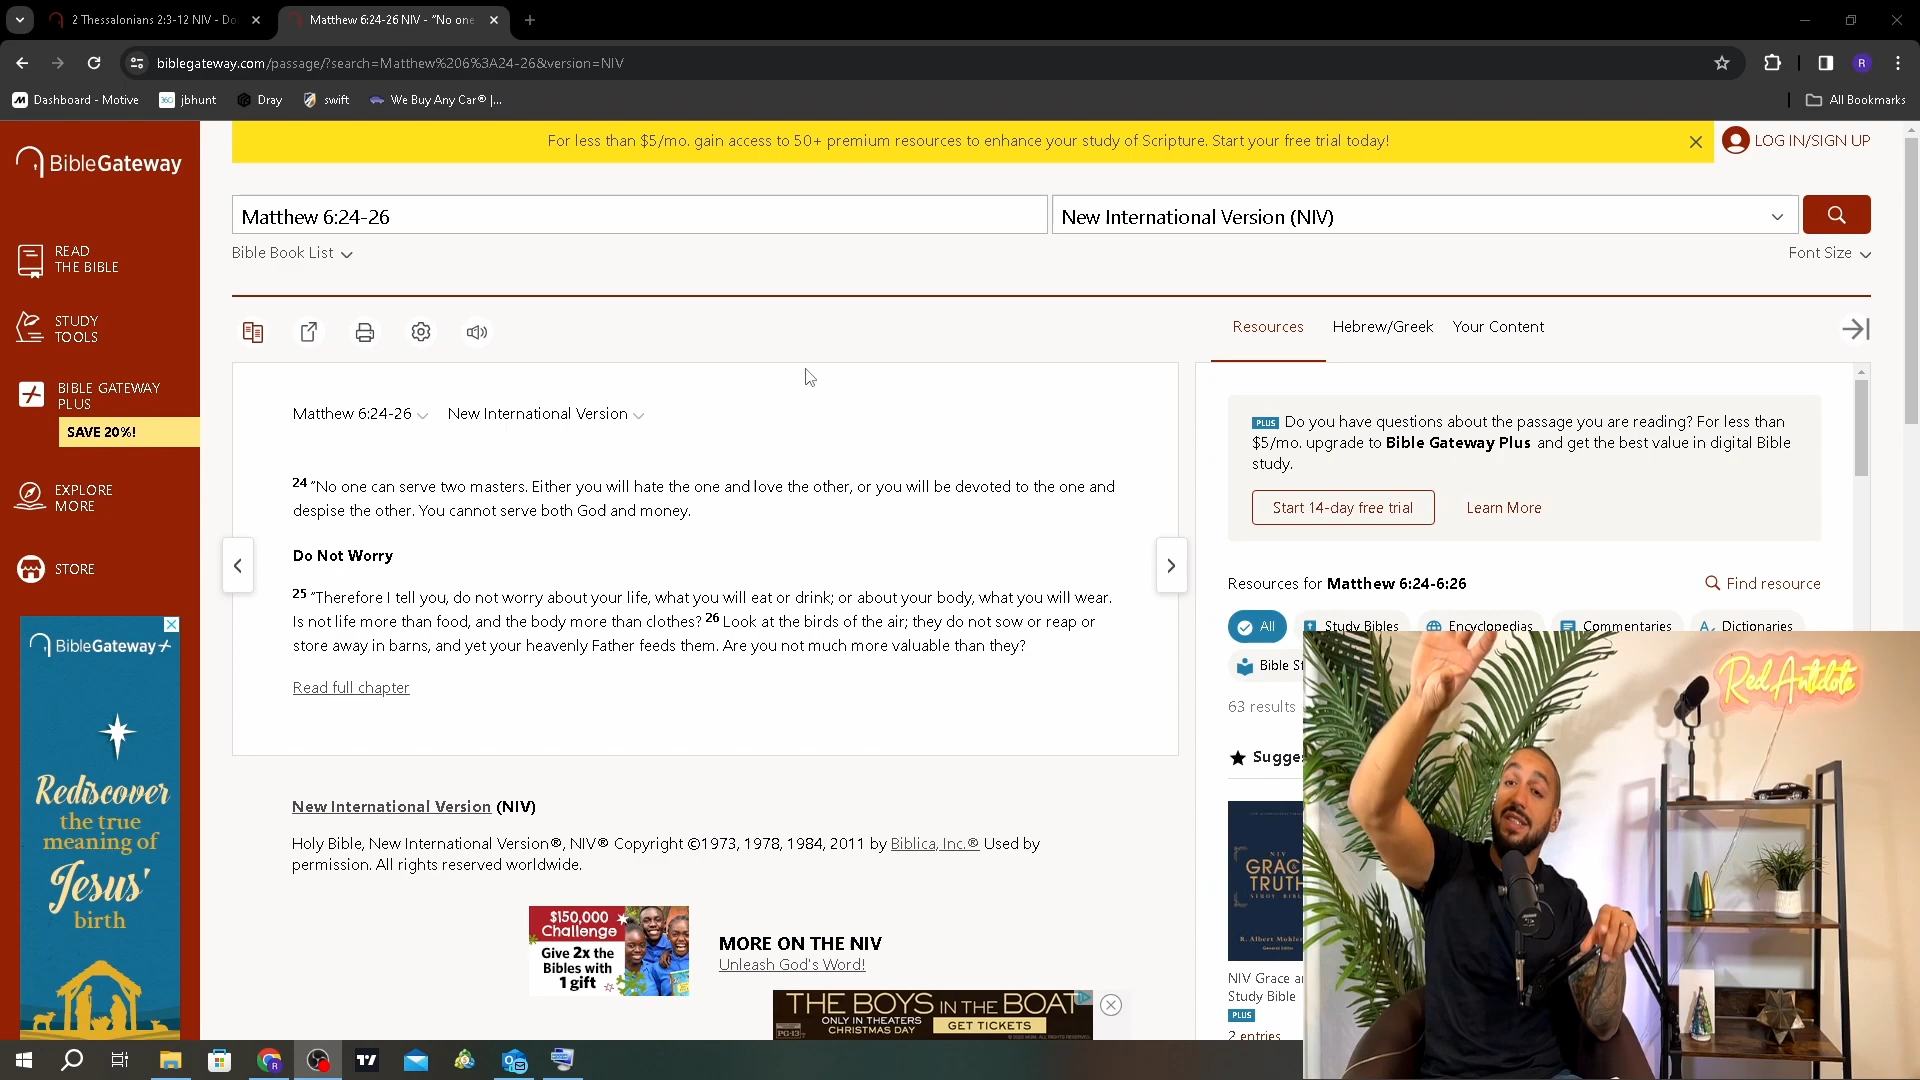 2 Thessalonians 2:3-12 NIV - Do
Matthew 6:24-26 NIV - "No one
biblegateway.com/passage/?search=Matthew%206%3A24-26&version=NIV
R
Dashboard - Motive
jbhunt
Dray
swift
We Buy Any Car® |...
All Bookmarks
BibleGateway
For less than $5/mo. gain access to 50+ premium resources to enhance your study of Scripture. Start your free trial today!
LOG IN/SIGN UP
Matthew 6:24-26
New International Version (NIV)
Bible Book List
Font Size
READ
THE BIBLE
STUDY
TOOLS
BIBLE GATEWAY
PLUS
SAVE 20%!
EXPLORE
MORE
STORE
Resources
Hebrew/Greek
Your Content
Matthew 6:24-26
New International Version
24 "No one can serve two masters. Either you will hate the one and love the other, or you will be devoted to the one and
despise the other. You cannot serve both God and money.
Do Not Worry
25 "Therefore I tell you, do not worry about your life, what you will eat or drink; or about your body, what you will wear.
Is not life more than food, and the body more than clothes? 26 Look at the birds of the air; they do not sow or reap or
store away in barns, and yet your heavenly Father feeds them. Are you not much more valuable than they?
Read full chapter
New International Version (NIV)
Holy Bible, New International Version®, NIV® Copyright ©1973, 1978, 1984, 2011 by Biblica, Inc.® Used by
permission. All rights reserved worldwide.
$150,000
Challenge
Give 2x the
Bibles with
1 gift
MORE ON THE NIV
Unleash God's Word!
THE BOYS IN THE BOAT
ONLY IN THEATERS
CHRISTMAS DAY
GET TICKETS
PG-13
PLUS Do you have questions about the passage you are reading? For less than
$5/mo. upgrade to Bible Gateway Plus and get the best value in digital Bible
study.
Start 14-day free trial
Learn More
Resources for Matthew 6:24-6:26
Find resource
All
Study Bibles
Encyclopedias
Commentaries
Dictionaries
Bible St
63 results
Sugges
NIV
GRACE
TRUTH
STUDY BIBL
R. Albert Mohler
General Editor
NIV Grace an
Study Bible
PLUS
2 entries
Red Antidote
BibleGateway+
Rediscover
the true
meaning of
Jesus'
birth